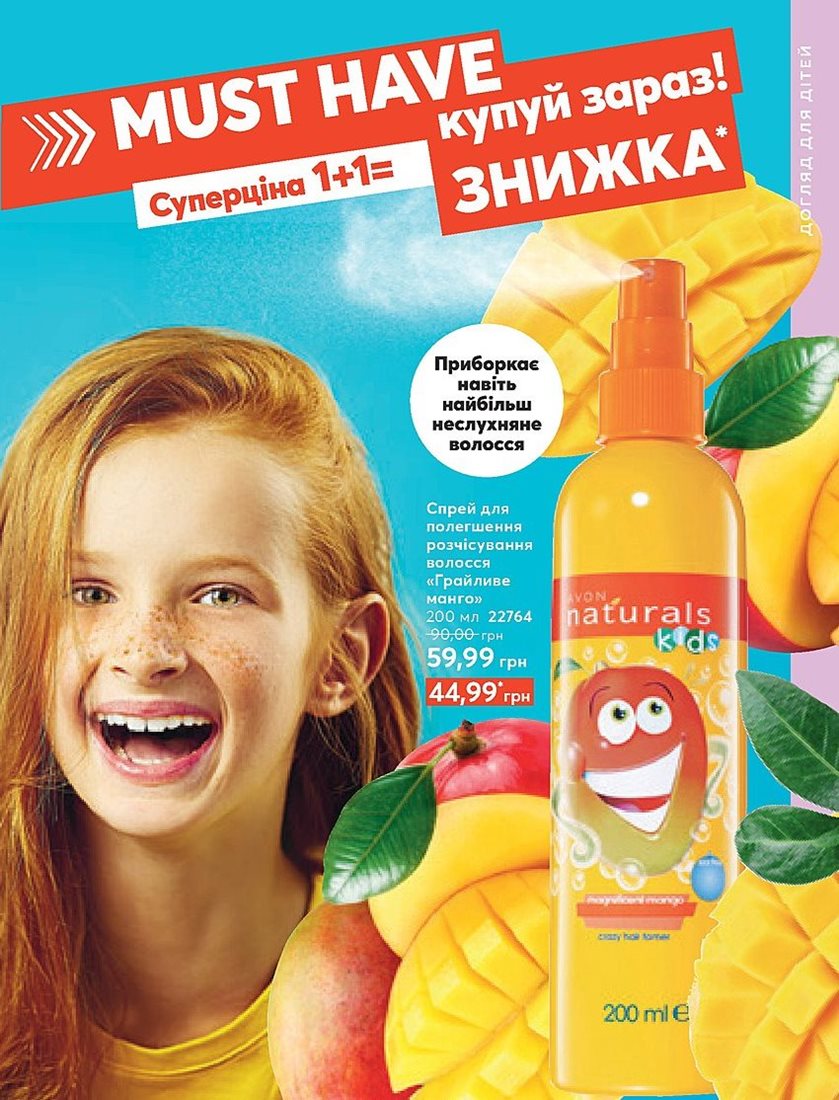 MUST HAVE
купуй зараз!
Суперціна 1+1=
ЗНИЖКА*
ДОГЛЯД ДЛЯ ДІТЕЙ
Приборкає
навіть
найбільш
неслухняне
волосся
Спрей для
полегшення
розчісування
волосся
«Грайливе
манго»
200 мл 22764
90,00 грн
59,99 грн
44,99* грн
AVON
naturals
kids
magnificent mango
crazy hair tamer
200 ml e